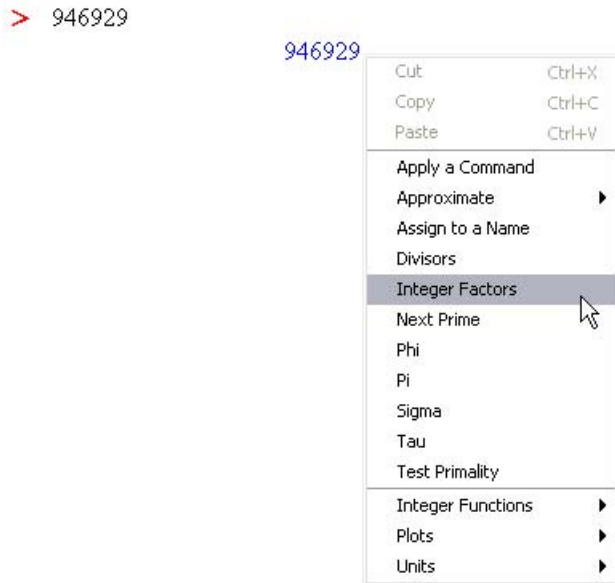 > 946929
946929
Cut Ctrl+X
Copy Ctrl+C
Paste Ctrl+V
Apply a Command
Approximate
Assign to a Name
Divisors
Integer Factors
Next Prime
Phi
Pi
Sigma
Tau
Test Primality
Integer Functions
Plots
Units